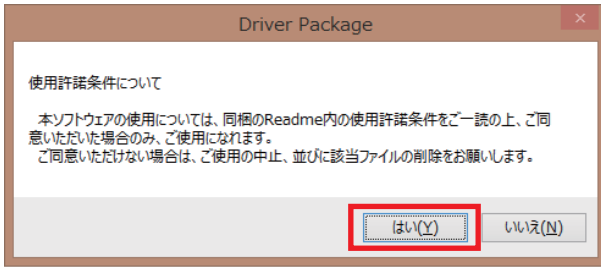 Driver Package
使用許諾条件について
本ソフトウェアの使用については、同梱のReadme内の使用許諾条件をご一読の上、ご同
意いただいた場合のみ、ご使用になれます。
ご同意いただけない場合は、ご使用の中止、並びに該当ファイルの削除をお願いします。
はい(Y) いいえ(N)